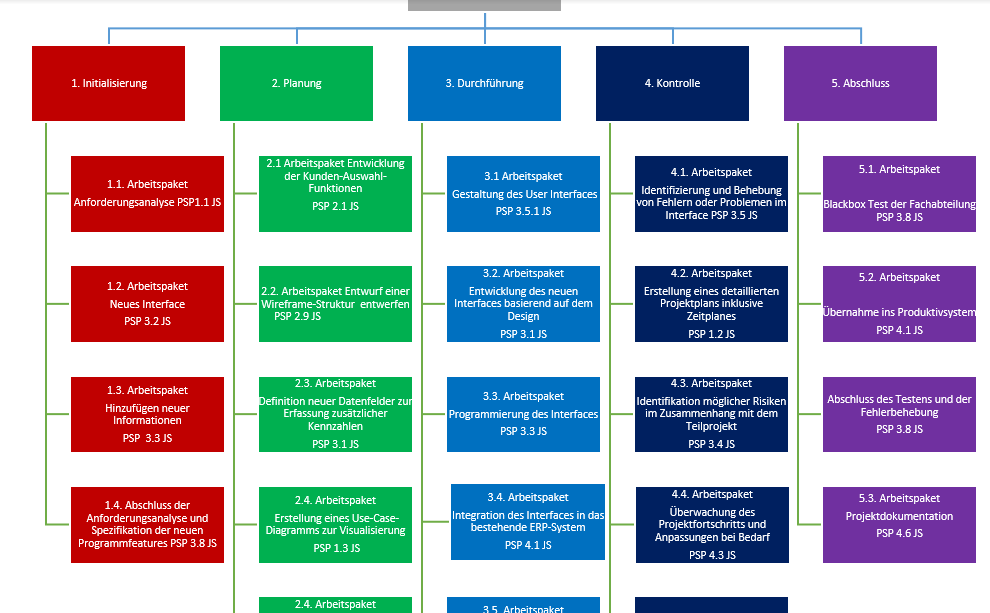 1. Initialisierung
2. Planung
3. Durchführung
4. Kontrolle
5. Abschluss
1.1. Arbeitspaket
Anforderungsanalyse PSP1.1 JS
1.2. Arbeitspaket
Neues Interface
PSP 3.2 JS
1.3. Arbeitspaket
Hinzufügen neuer
Informationen
PSP 3.3 JS
1.4. Abschluss der
Anforderungsanalyse und
Spezifikation der neuen
Programmfeatures PSP 3.8 JS
2.1 Arbeitspaket Entwicklung
der Kunden-Auswahl-
Funktionen
PSP 2.1 JS
2.2. Arbeitspaket Entwurf einer
Wireframe-Struktur entwerfen
PSP 2.9 JS
2.3. Arbeitspaket
Definition neuer Datenfelder zur
Erfassung zusätzlicher
Kennzahlen
PSP 3.1 JS
2.4. Arbeitspaket
Erstellung eines Use-Case-
Diagramms zur Visualisierung
PSP 1.3 JS
2.4. Arbeitspaket
3.1 Arbeitspaket
Gestaltung des User Interfaces
PSP 3.5.1 JS
3.2. Arbeitspaket
Entwicklung des neuen
Interfaces basierend auf dem
Design
PSP 3.1 JS
3.3. Arbeitspaket
Programmierung des Interfaces
PSP 3.3 JS
3.4. Arbeitspaket
Integration des Interfaces in das
bestehende ERP-System
PSP 4.1 JS
3.5. Arbeitspaket
4.1. Arbeitspaket
Identifizierung und Behebung
von Fehlern oder Problemen im
Interface PSP 3.5 JS
4.2. Arbeitspaket
Erstellung eines detaillierten
Projektplans inklusive
Zeitplanes
PSP 1.2 JS
4.3. Arbeitspaket
Identifikation möglicher Risiken
im Zusammenhang mit dem
Teilprojekt
PSP 3.4 JS
4.4. Arbeitspaket
Überwachung des
Projektfortschritts und
Anpassungen bei Bedarf
PSP 4.3 JS
5.1. Arbeitspaket
Blackbox Test der Fachabteilung
PSP 3.8 JS
5.2. Arbeitspaket
Übernahme ins Produktivsystem
PSP 4.1 JS
Abschluss des Testens und der
Fehlerbehebung
PSP 3.8 JS
5.3. Arbeitspaket
Projektdokumentation
PSP 4.6 JS